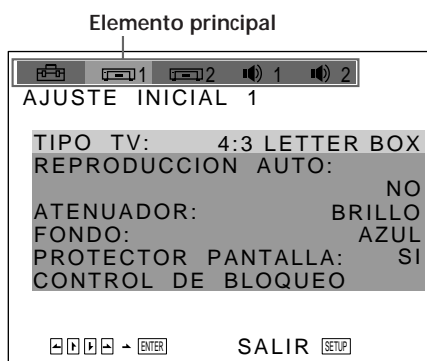 Elemento principal
1 2 1 2
AJUSTE INICIAL 1
TIPO TV: 4:3 LETTER BOX
REPRODUCCION AUTO:
NO
ATENUADOR: BRILLO
FONDO: AZUL
PROTECTOR PANTALLA: SI
CONTROL DE BLOQUEO
ENTER SALIR SETUP